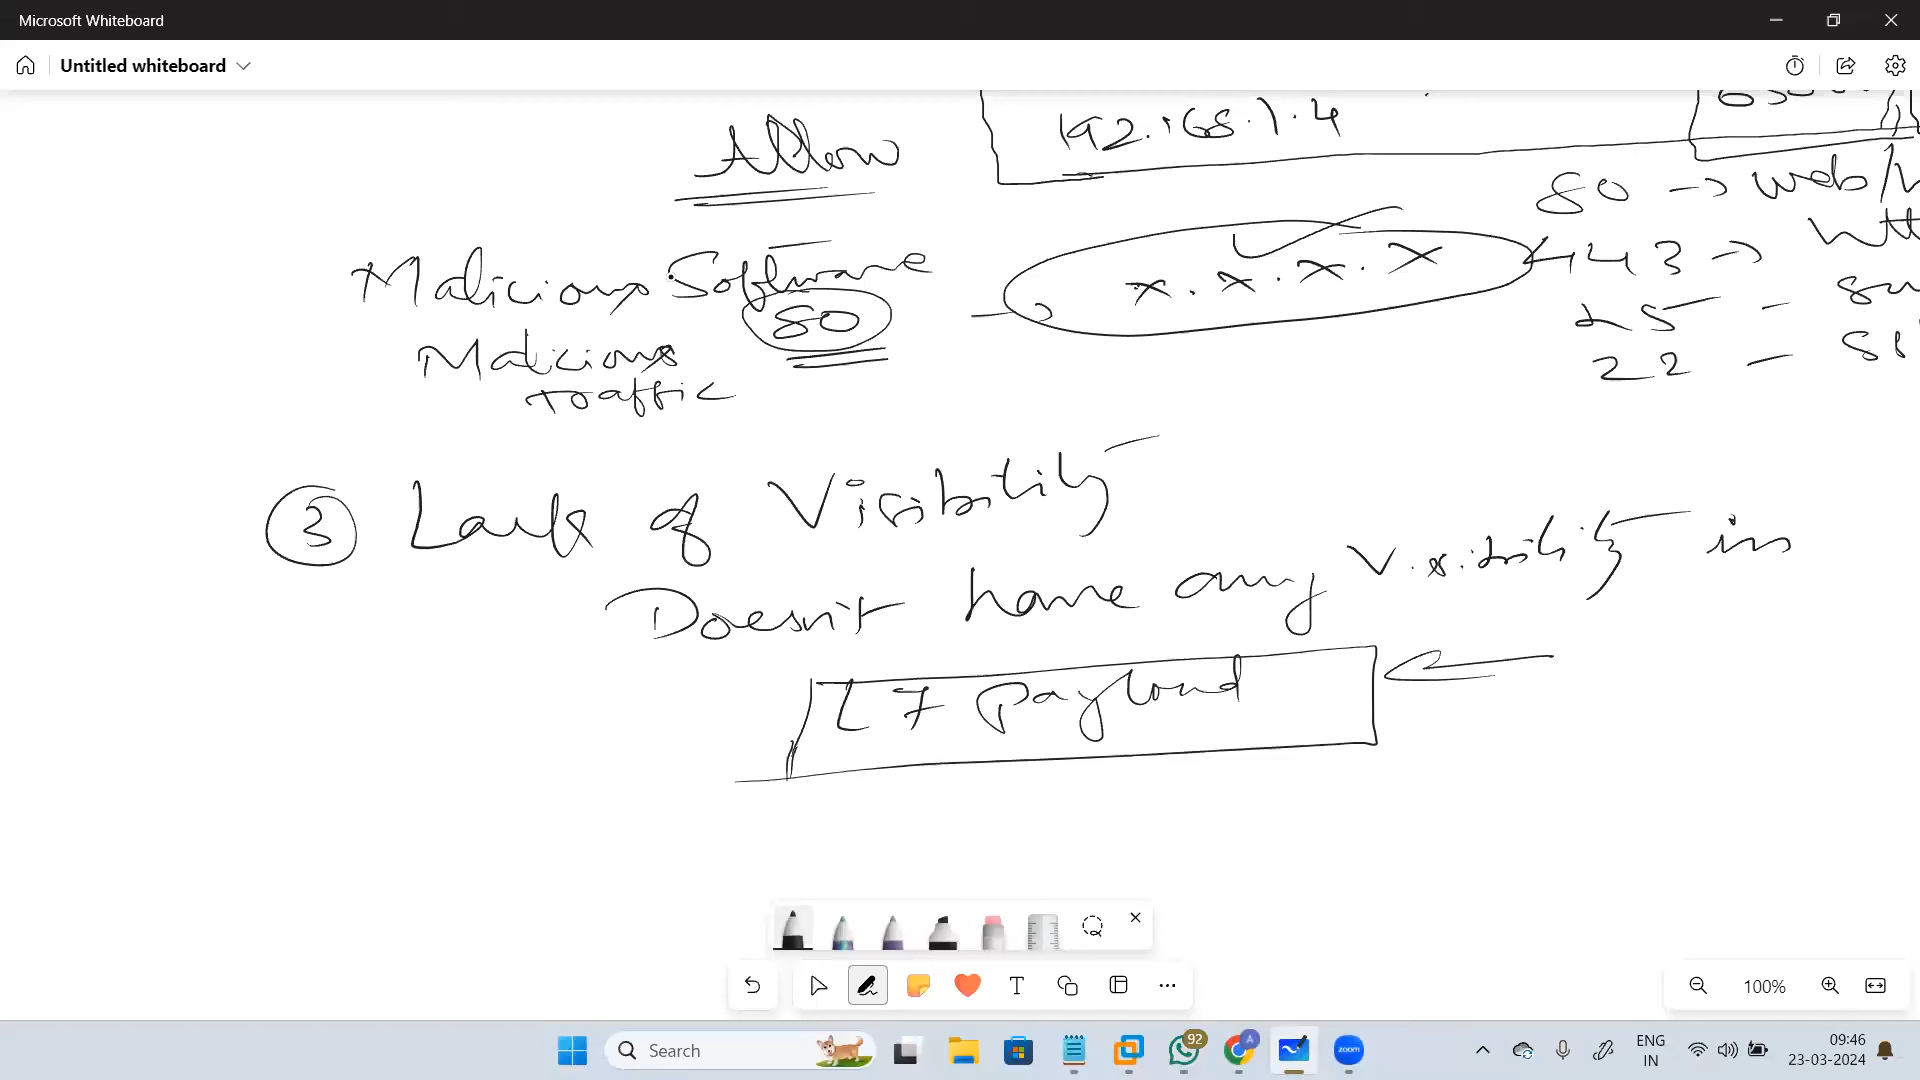 Microsoft Whiteboard
Untitled whiteboard
Allow
192.168.1.4
80 → web/
443 →
25 -
22 -
Malicious Software
80
→ x.x.x.x
Malicious
traffic
3 Lack of Visibility
Doesn't have any Visibility in
L7 payload
100%
Search
92
A
zoom
ENG
IN
09:46
23-03-2024